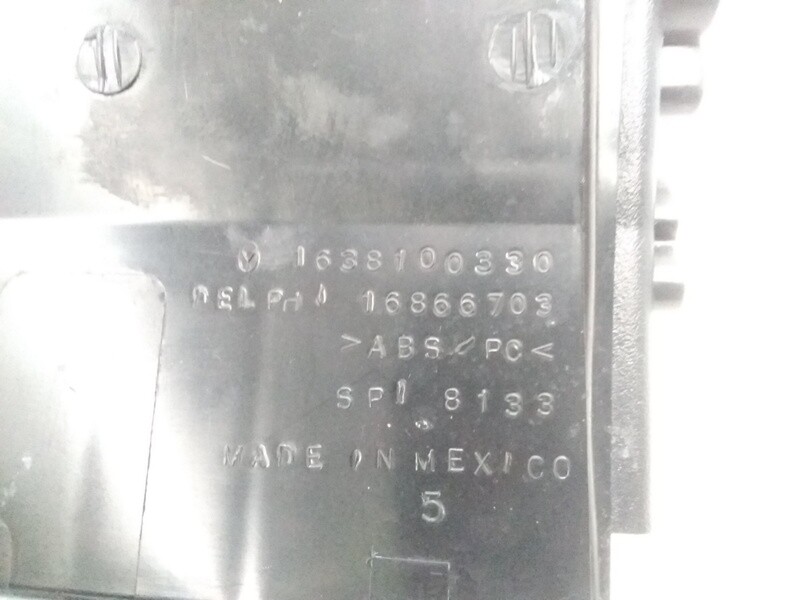 1638100330
DELPHI 16866703
>ABS/PC<
SPI 8133
MADE IN MEXICO
5